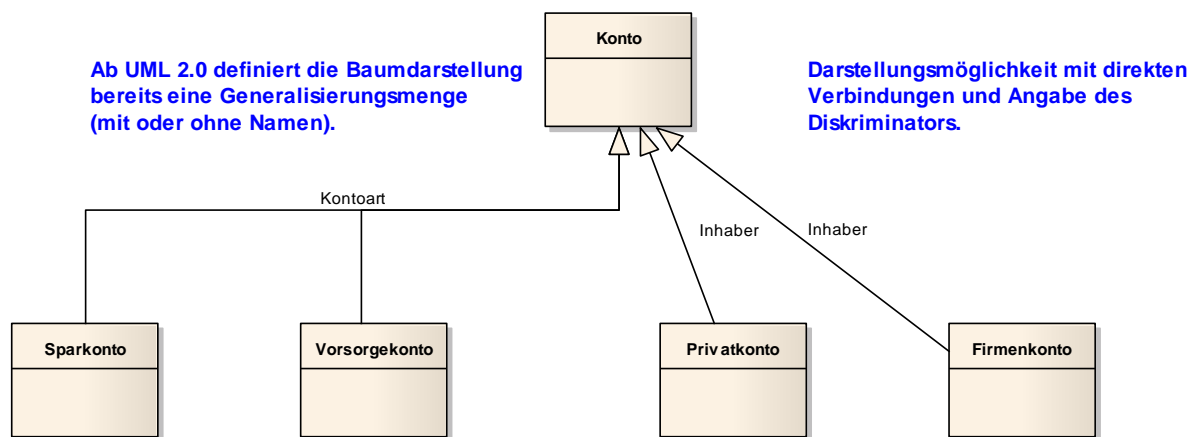 Konto
Ab UML 2.0 definiert die Baumdarstellung
bereits eine Generalisierungsmenge
(mit oder ohne Namen).
Darstellungsmöglichkeit mit direkten
Verbindungen und Angabe des
Diskriminators.
Kontoart
Inhaber
Inhaber
Sparkonto
Vorsorgekonto
Privatkonto
Firmenkonto